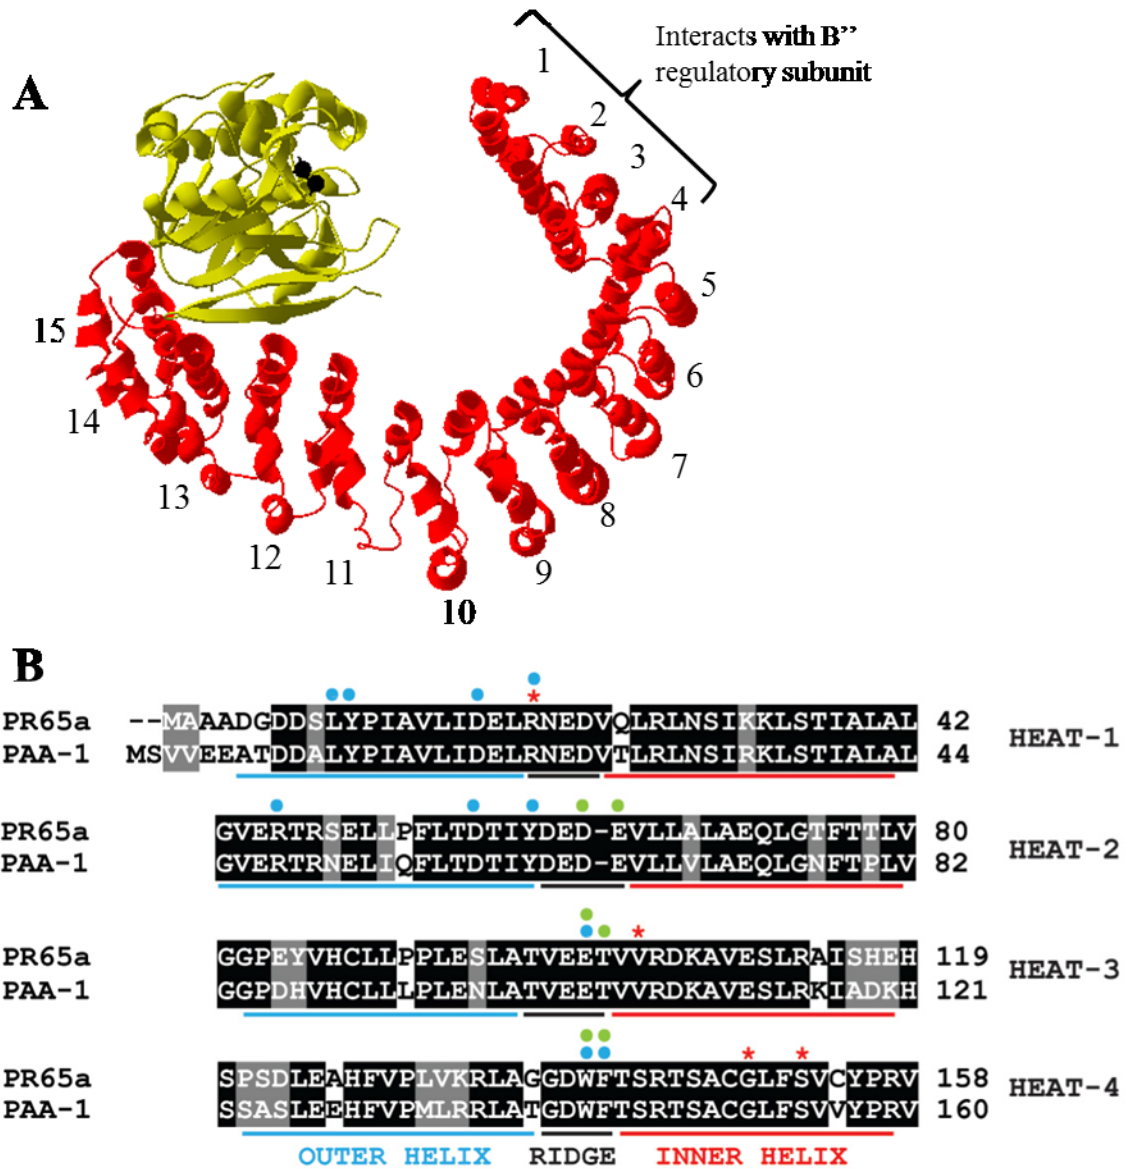 A
Interacts with B’’
regulatory subunit
1
2
3
4
5
6
7
8
9
10
11
12
13
14
15
B
PR65a --MAAADGDDSLYPIAVLIDELRNEDVQLRLNSIKKLSTIALAL 42
PAA-1 MSVVEEATDDALYPIAVLIDELRNEDVTLRLNSIRKLSTIALAL 44
HEAT-1
PR65a GVERTRSELLPFLTDTIYDED-EVLLALAEQLGTFTTLV 80
PAA-1 GVERTRNELIQFLTDTIYDED-EVLLVLAEQLGNFTPLV 82
HEAT-2
PR65a GGPEYVHCLLPPLESLATVEETVVRDKAVESLRAISHEH 119
PAA-1 GGPDHVHCLLLPLENLATVEETVVRDKAVESLRKIADKH 121
HEAT-3
PR65a SPSDLEAHFVPLVKRLAGGDWFTSRTSACGLFSVCYPRV 158
PAA-1 SSASLEEHFVPMLRRLATGDWFTSRTSACGLFSVVYPRV 160
HEAT-4
OUTER HELIX RIDGE INNER HELIX